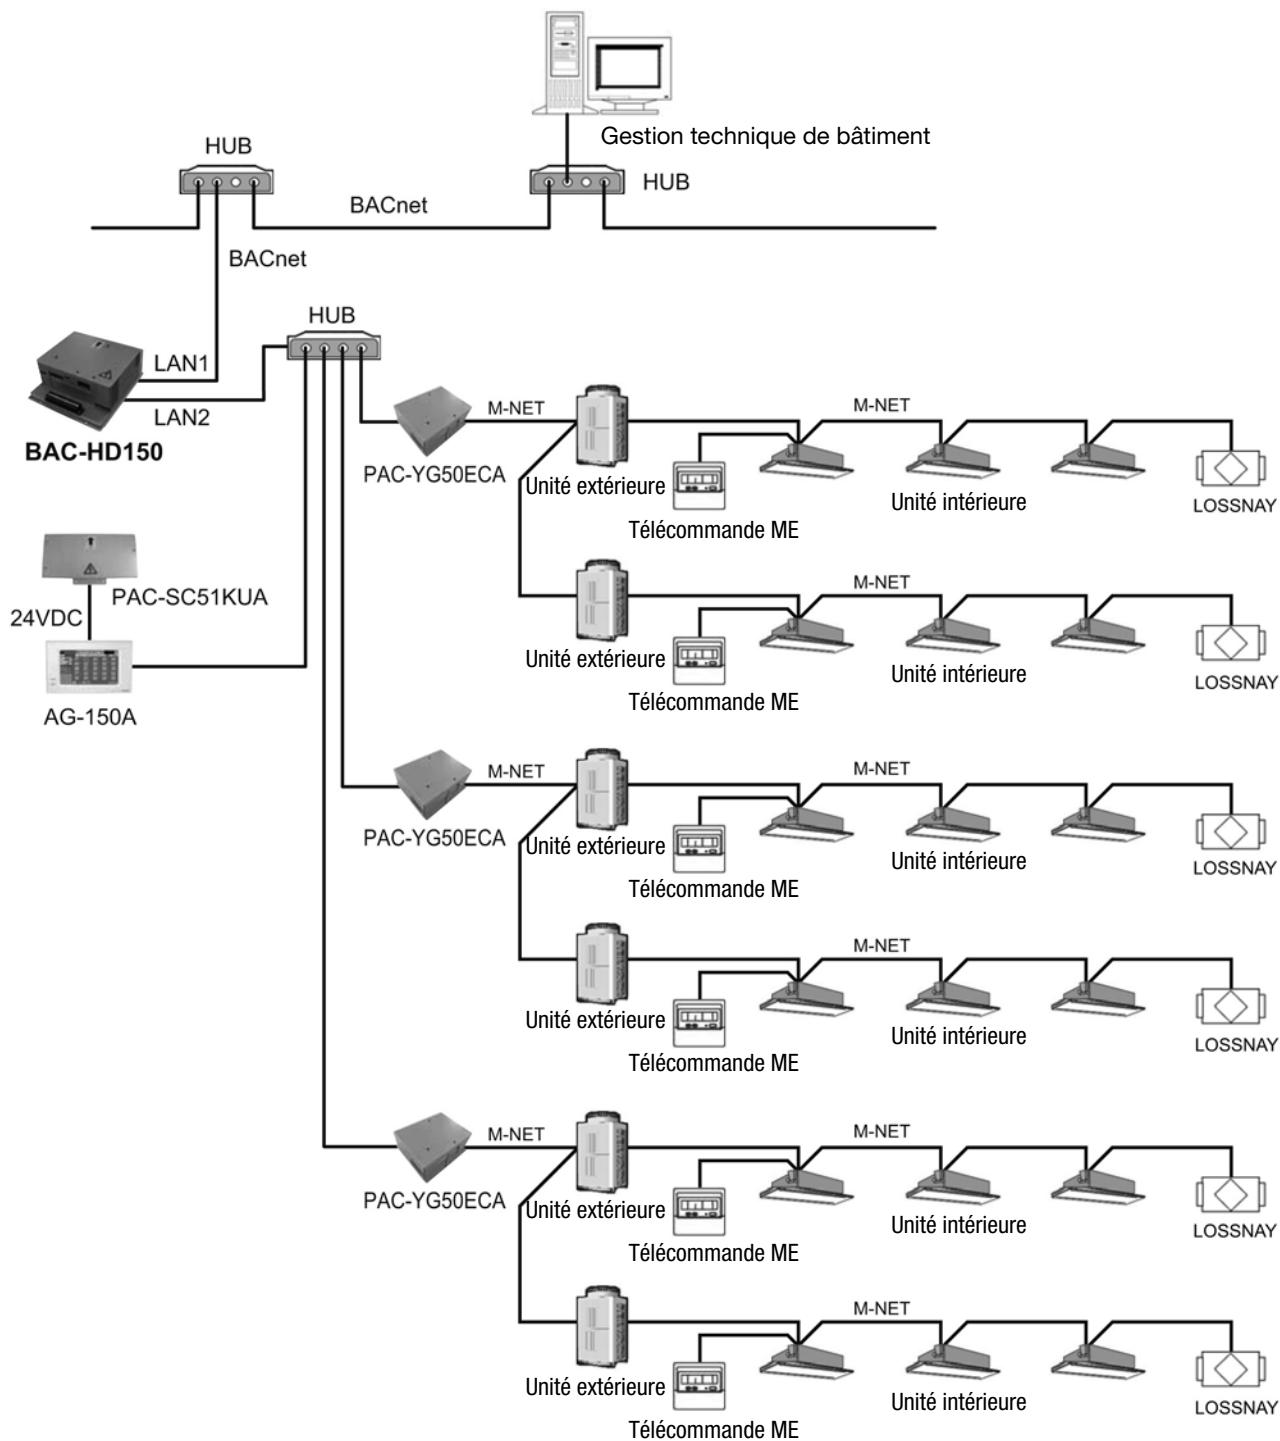 Gestion technique de bâtiment
HUB
HUB
BACnet
BACnet
HUB
LAN1
LAN2
BAC-HD150
PAC-YG50ECA
M-NET
M-NET
Unité extérieure
Télécommande ME
Unité intérieure
LOSSNAY
PAC-SC51KUA
24VDC
AG-150A
M-NET
Unité extérieure
Télécommande ME
Unité intérieure
LOSSNAY
PAC-YG50ECA
M-NET
M-NET
Unité extérieure
Télécommande ME
Unité intérieure
LOSSNAY
M-NET
Unité extérieure
Télécommande ME
Unité intérieure
LOSSNAY
PAC-YG50ECA
M-NET
M-NET
Unité extérieure
Télécommande ME
Unité intérieure
LOSSNAY
M-NET
Unité extérieure
Télécommande ME
Unité intérieure
LOSSNAY